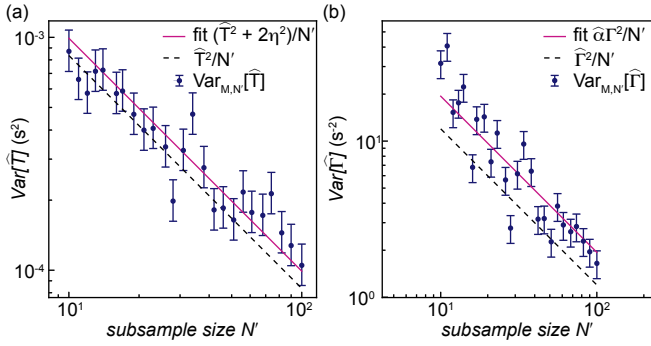 (a)
fit (T̂² + 2η²)/N′
T̂²/N′
Var_{M,N′}[T̂]
10⁻³
10⁻⁴
Var[T̂] (s²)
10¹
10²
subsample size N′
(b)
fit α̂Γ̂²/N′
Γ̂²/N′
Var_{M,N′}[Γ̂]
10¹
10⁰
Var[Γ̂] (s⁻²)
10¹
10²
subsample size N′